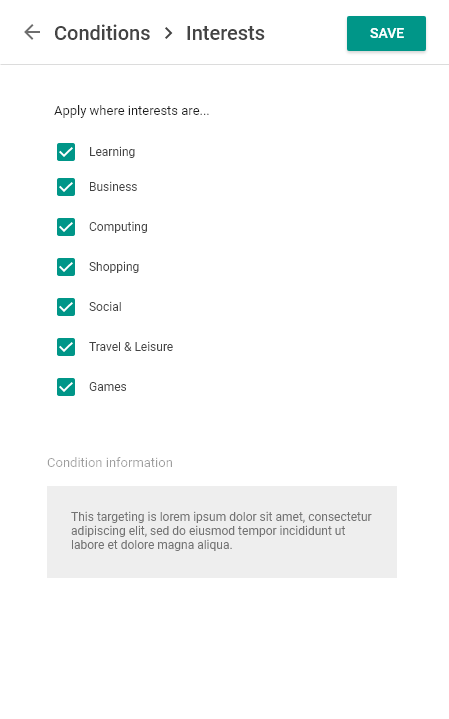 Conditions > Interests
SAVE
Apply where interests are...
Learning
Business
Computing
Shopping
Social
Travel & Leisure
Games
Condition information
This targeting is lorem ipsum dolor sit amet, consectetur
adipiscing elit, sed do eiusmod tempor incididunt ut
labore et dolore magna aliqua.